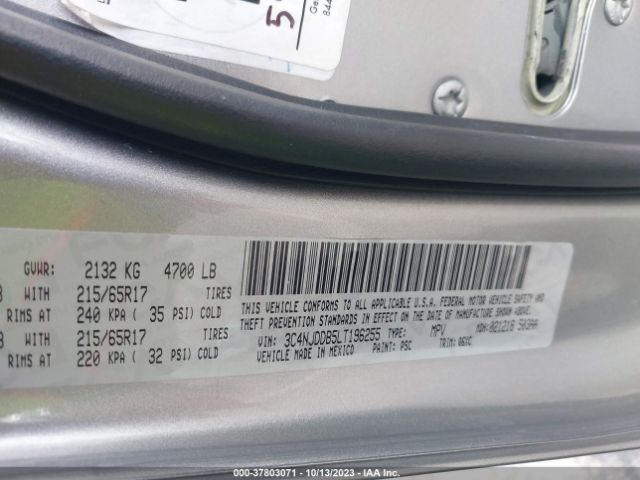 GVWR: 2132 KG 4700 LB
WITH 215/65R17 TIRES
RIMS AT 240 KPA ( 35 PSI) COLD
WITH 215/65R17 TIRES
RIMS AT 220 KPA ( 32 PSI) COLD
THIS VEHICLE CONFORMS TO ALL APPLICABLE U.S.A. FEDERAL MOTOR VEHICLE SAFETY AND
THEFT PREVENTION STANDARDS IN EFFECT ON THE DATE OF MANUFACTURE SHOWN ABOVE.
VIN: 3C4NJDDB5LT196255 TYPE: MPV MDH:
VEHICLE MADE IN MEXICO PAINT: PSC TRIM:
000-37803071 - 10/13/2023 - IAA Inc.